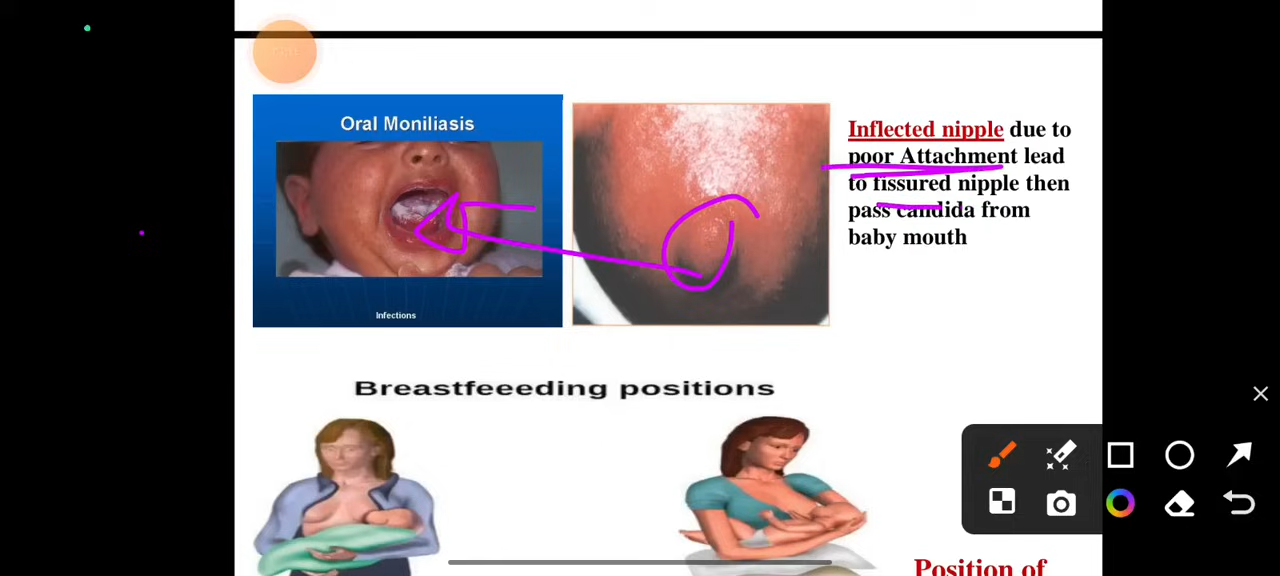 Oral Moniliasis
Infections
Inflected nipple due to
poor Attachment lead
to fissured nipple then
pass candida from
baby mouth
Breastfeeeding positions
Position of